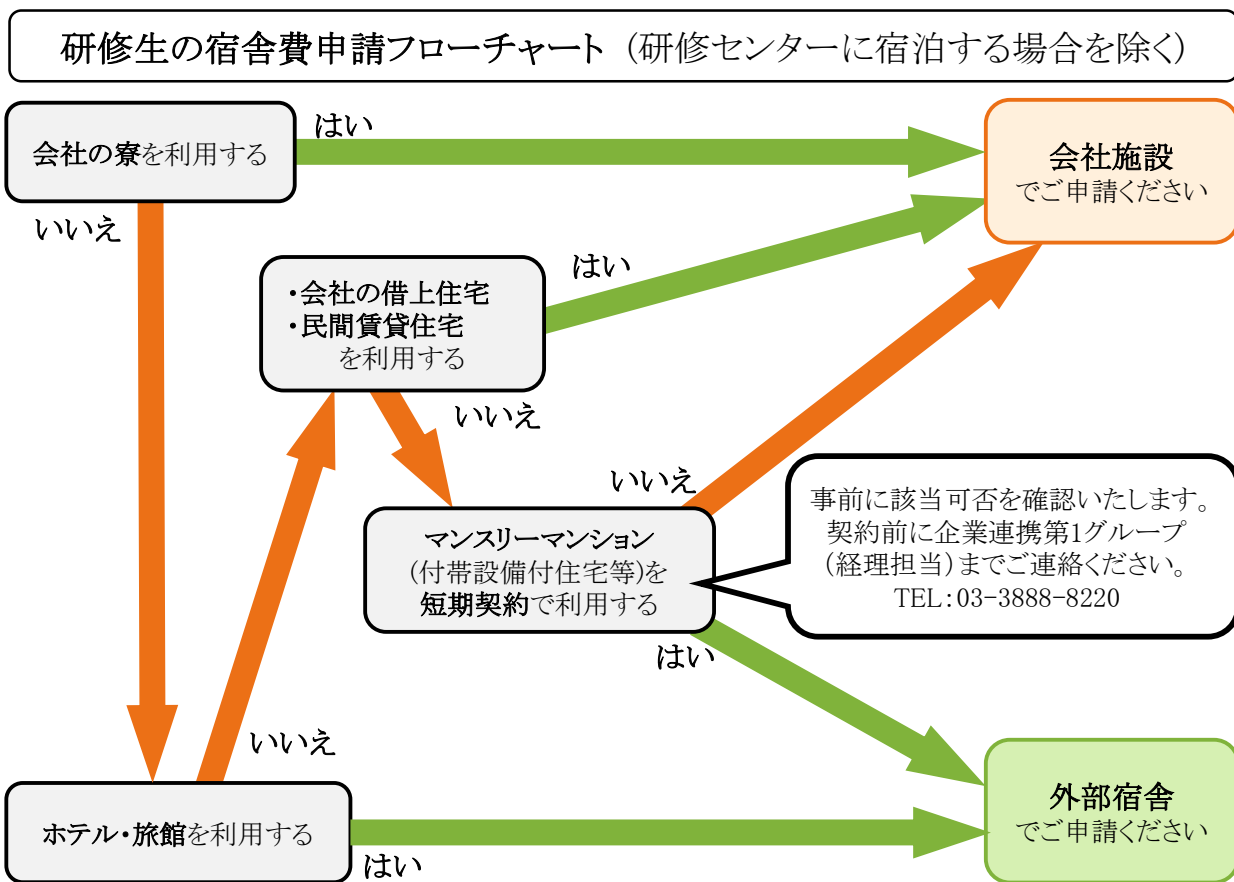 研修生の宿舎費申請フローチャート（研修センターに宿泊する場合を除く）
会社の寮を利用する
はい
会社施設
でご申請ください
いいえ
・会社の借上住宅
・民間賃貸住宅
を利用する
はい
いいえ
マンスリーマンション
(付帯設備付住宅等)を
短期契約で利用する
いいえ
事前に該当可否を確認いたします。
契約前に企業連携第1グループ
(経理担当)までご連絡ください。
TEL:03-3888-8220
はい
いいえ
ホテル・旅館を利用する
はい
外部宿舎
でご申請ください